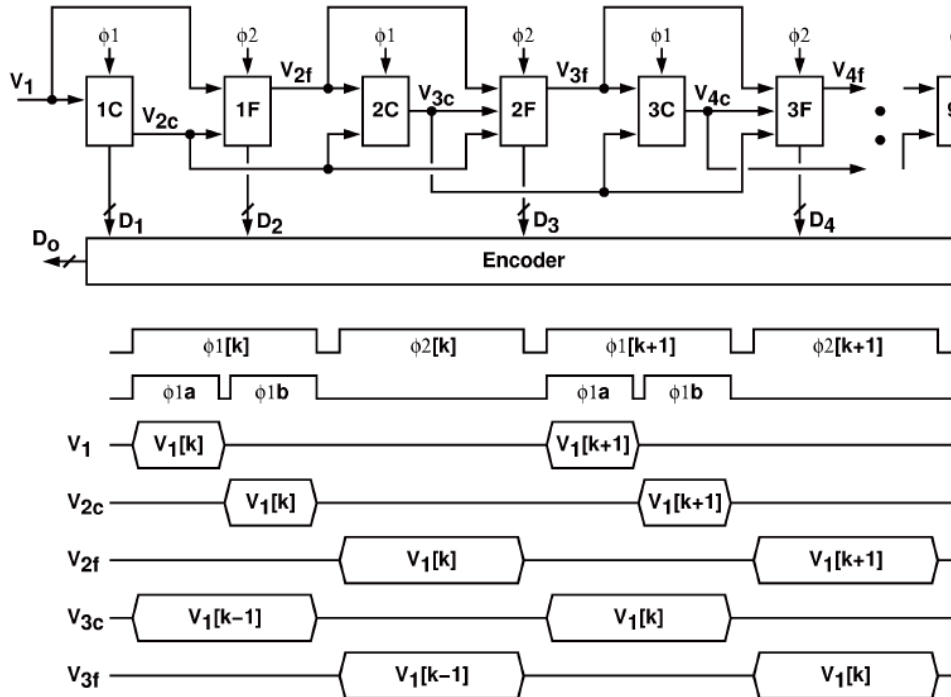 ϕ1 ϕ2 ϕ1 ϕ2 ϕ1 ϕ2
V1 V2f V3f V4f
1C 1F 2C 2F 3C 3F
V2c V3c V4c
D1 D2 D3 D4
Do
Encoder
ϕ1[k] ϕ2[k] ϕ1[k+1] ϕ2[k+1]
ϕ1a ϕ1b ϕ1a ϕ1b
V1 V1[k] V1[k+1]
V2c V1[k] V1[k+1]
V2f V1[k] V1[k+1]
V3c V1[k−1] V1[k]
V3f V1[k−1] V1[k]